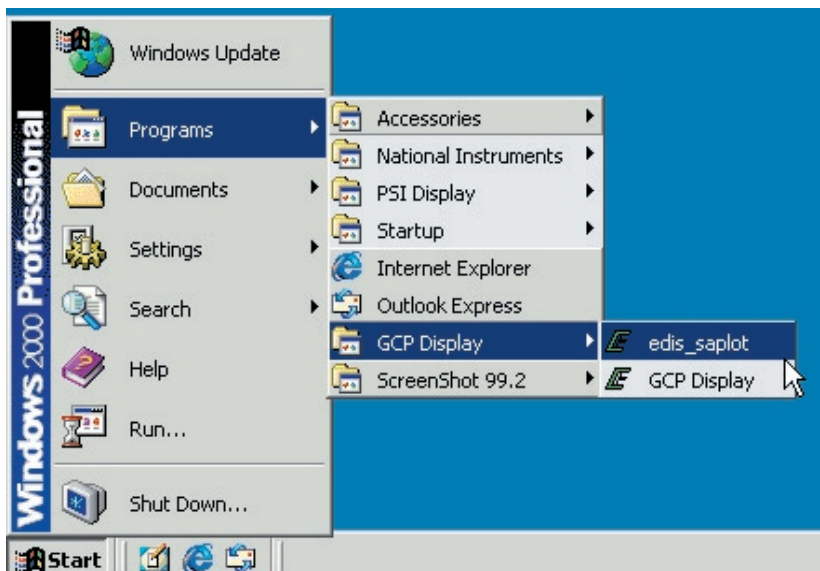 Windows 2000 Professional
Windows Update
Programs
Documents
Settings
Search
Help
Run...
Shut Down...
Accessories
National Instruments
PSI Display
Startup
Internet Explorer
Outlook Express
GCP Display
ScreenShot 99.2
edis_saplot
GCP Display
Start